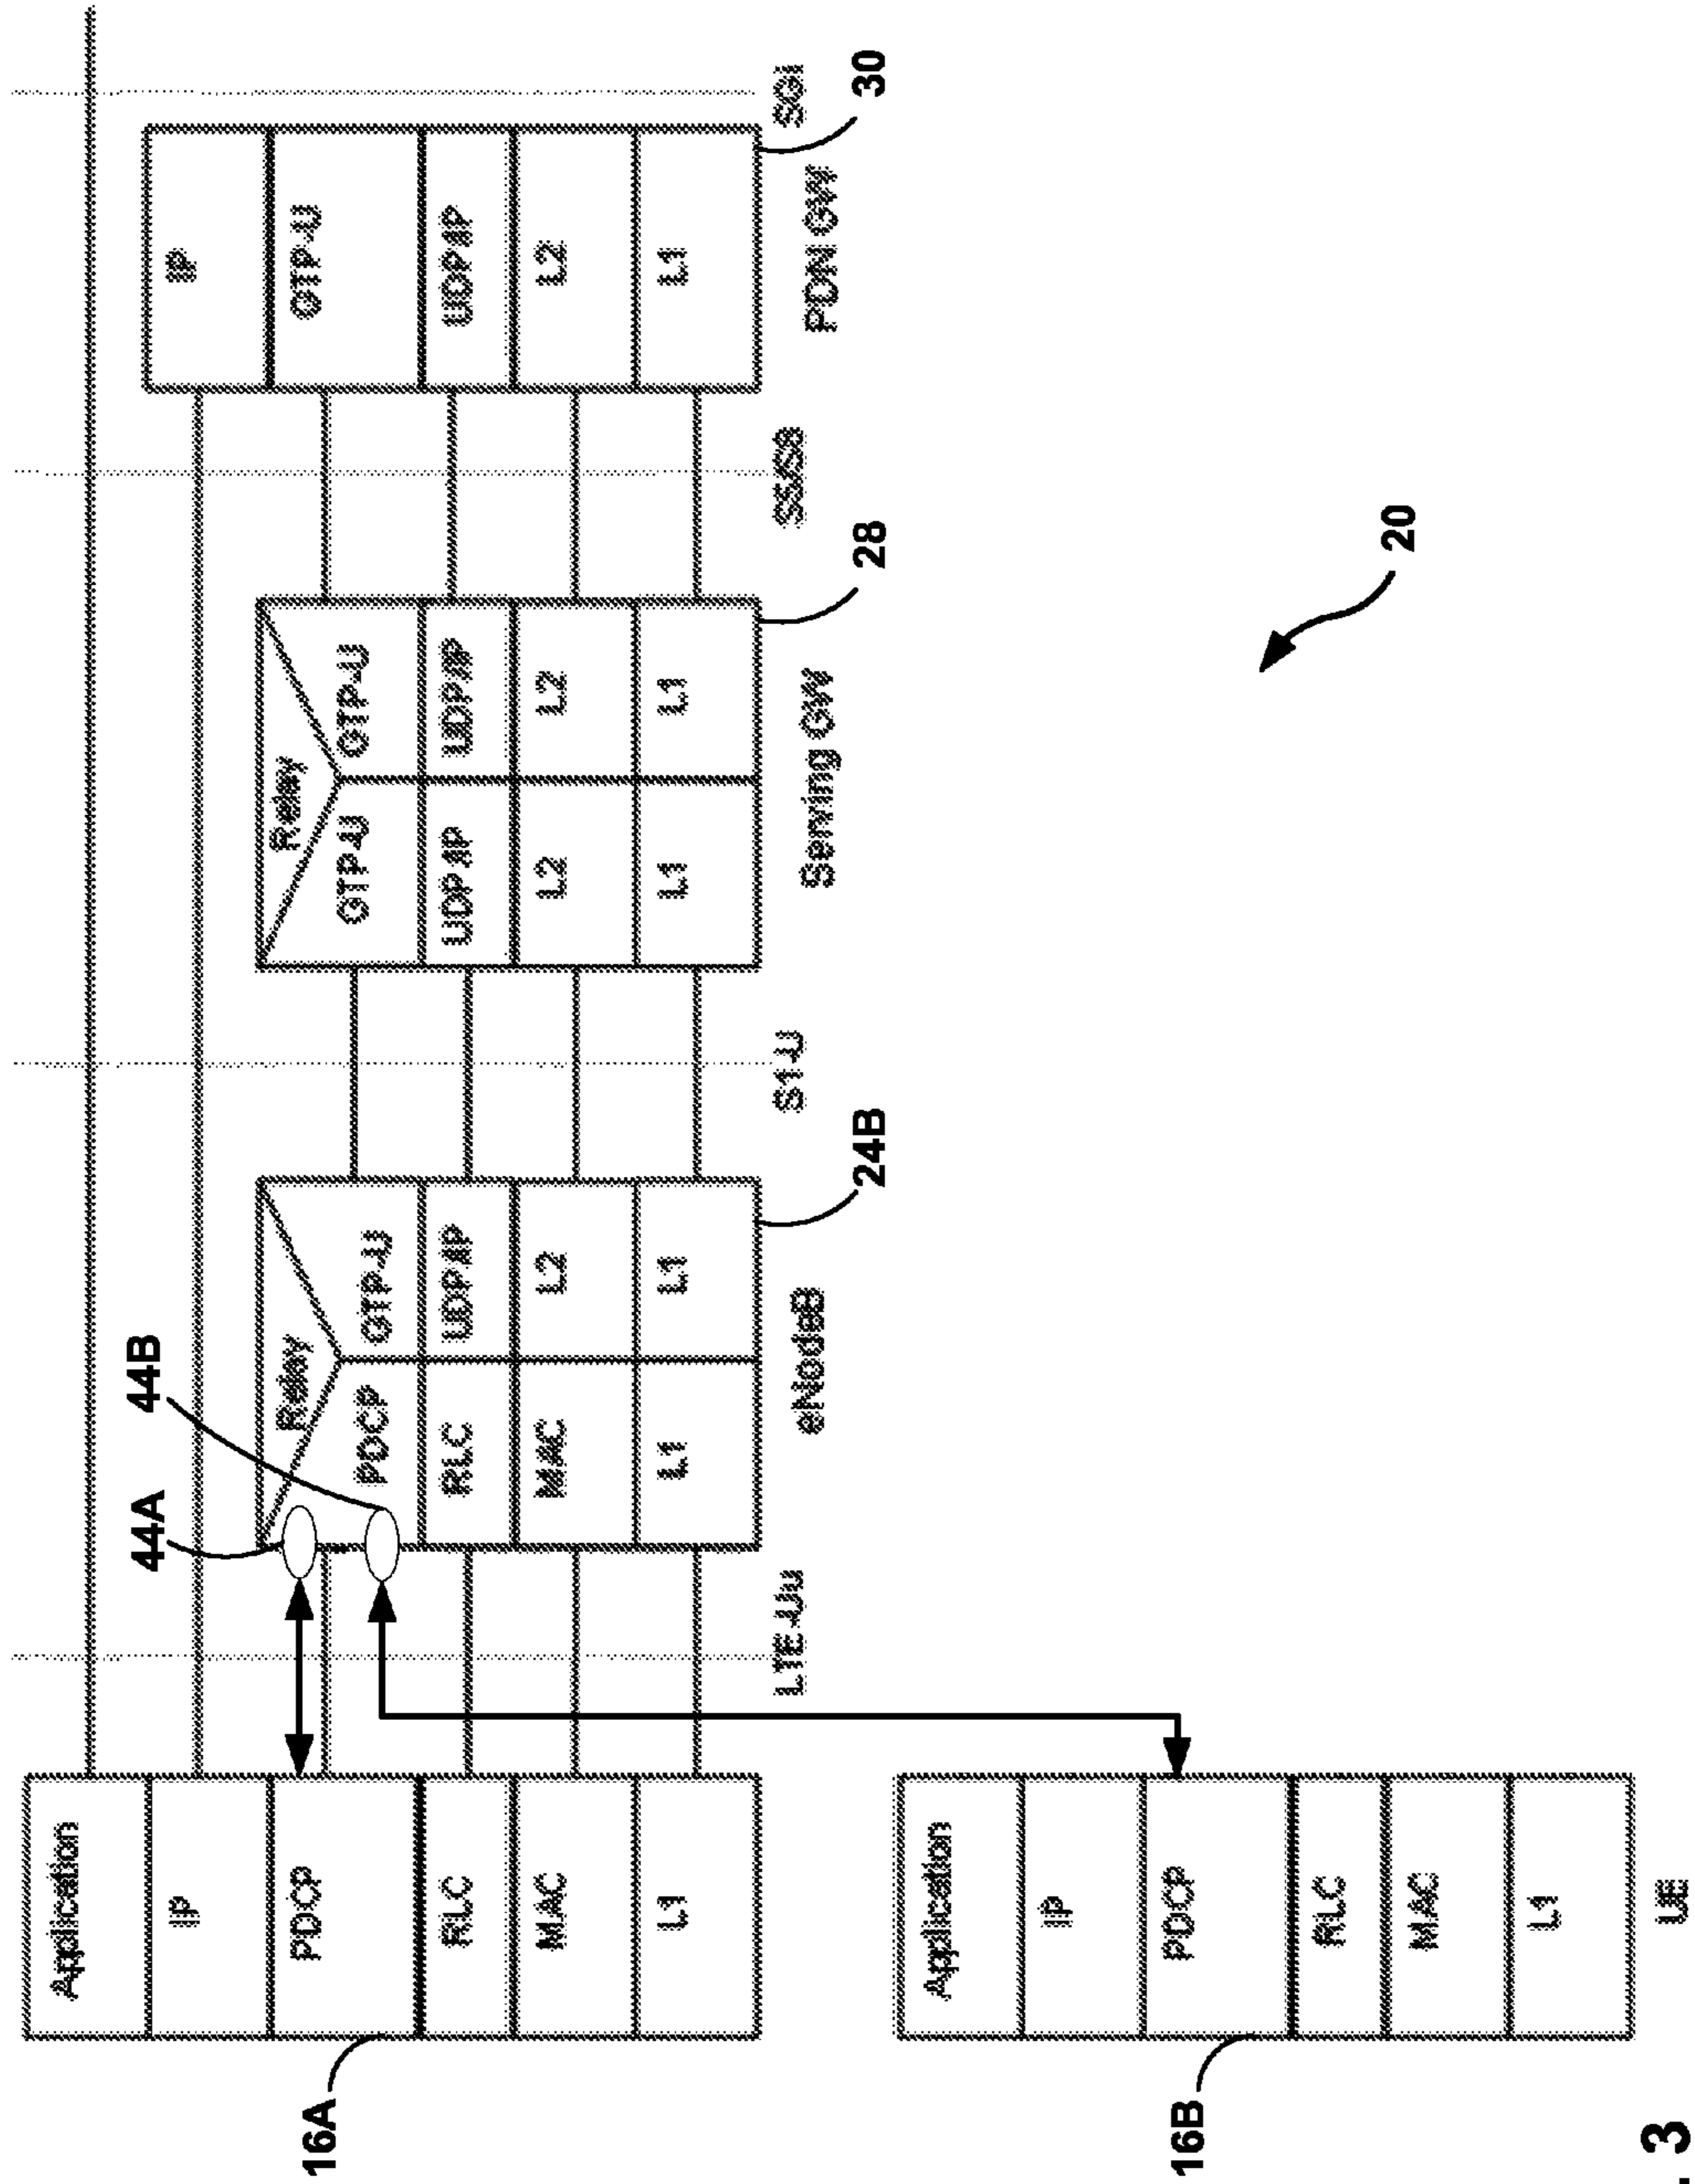 Application
IP
PDCP
RLC
MAC
L1
16A
44A
44B
Relay
PDCP
GTP-U
RLC
UDP/IP
MAC
L2
L1
L1
eNodeB
24B
LTE-Uu
S1-U
Relay
GTP-U
GTP-U
UDP/IP
UDP/IP
L2
L2
L1
L1
Serving GW
28
S5/S8
IP
GTP-U
UDP/IP
L2
L1
PDN GW
30
SGi
Application
IP
PDCP
RLC
MAC
L1
UE
16B
20
. 3